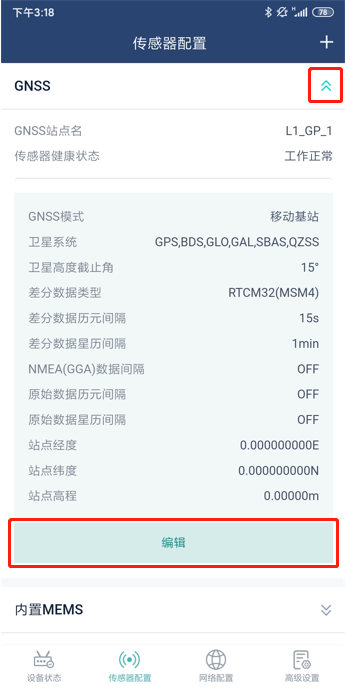 下午3:18 78
传感器配置
GNSS
GNSS站点名 L1_GP_1
传感器健康状态 工作正常
GNSS模式 移动基站
卫星系统 GPS,BDS,GLO,GAL,SBAS,QZSS
卫星高度截止角 15°
差分数据类型 RTCM32(MSM4)
差分数据历元间隔 15s
差分数据星历间隔 1min
NMEA(GGA)数据间隔 OFF
原始数据历元间隔 OFF
原始数据星历间隔 OFF
站点经度 0.000000000E
站点纬度 0.000000000N
站点高程 0.00000m
编辑
内置MEMS
设备状态 传感器配置 网络配置 高级设置